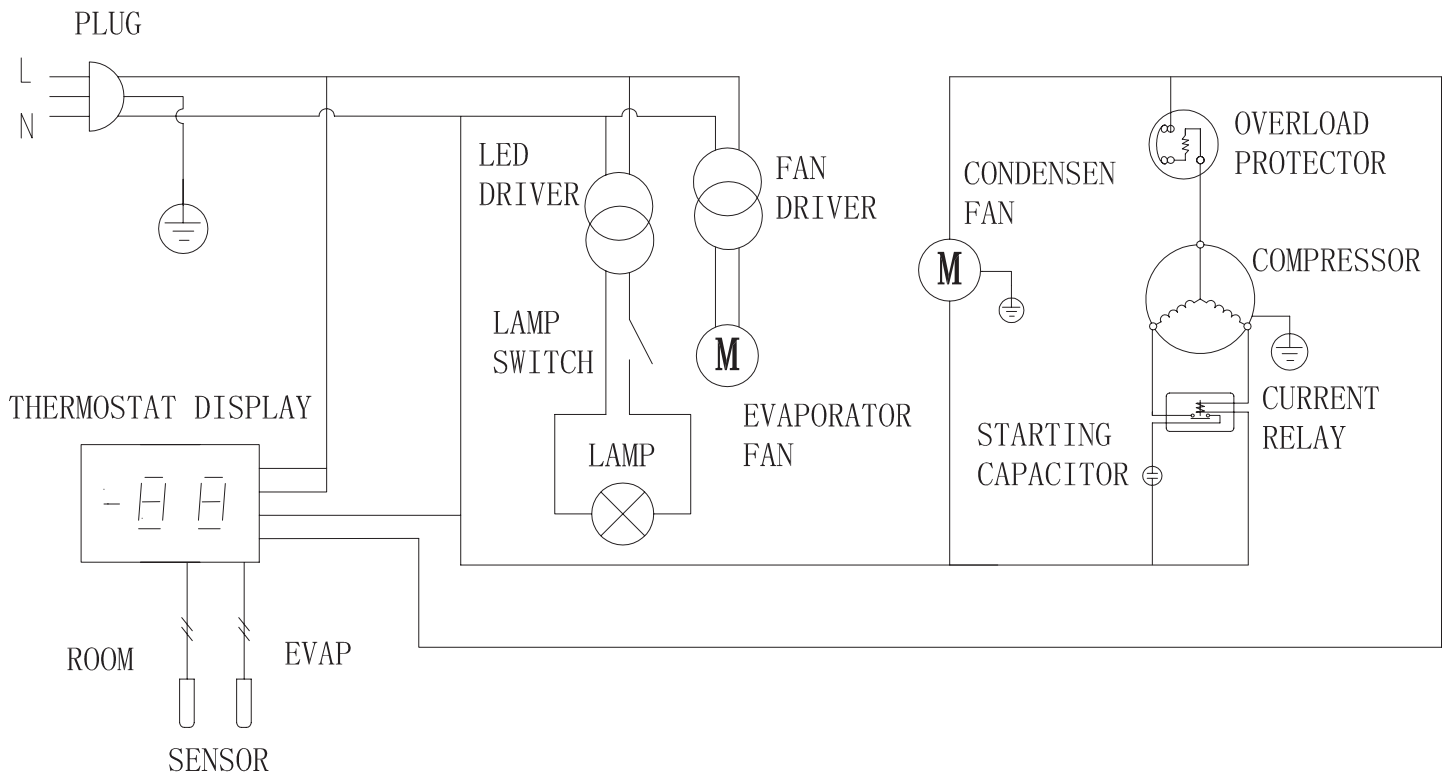 PLUG
L
N
LED
DRIVER
FAN
DRIVER
CONDENSEN
FAN
OVERLOAD
PROTECTOR
M
COMPRESSOR
LAMP
SWITCH
M
THERMOSTAT DISPLAY
EVAPORATOR
FAN
CURRENT
RELAY
STARTING
CAPACITOR
LAMP
-88
ROOM
EVAP
SENSOR